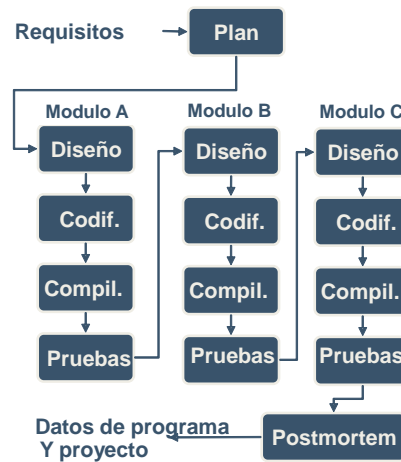 Requisitos
Plan
Modulo A
Modulo B
Modulo C
Diseño
Diseño
Diseño
Codif.
Codif.
Codif.
Compil.
Compil.
Compil.
Pruebas
Pruebas
Pruebas
Datos de programa
Y proyecto
Postmortem